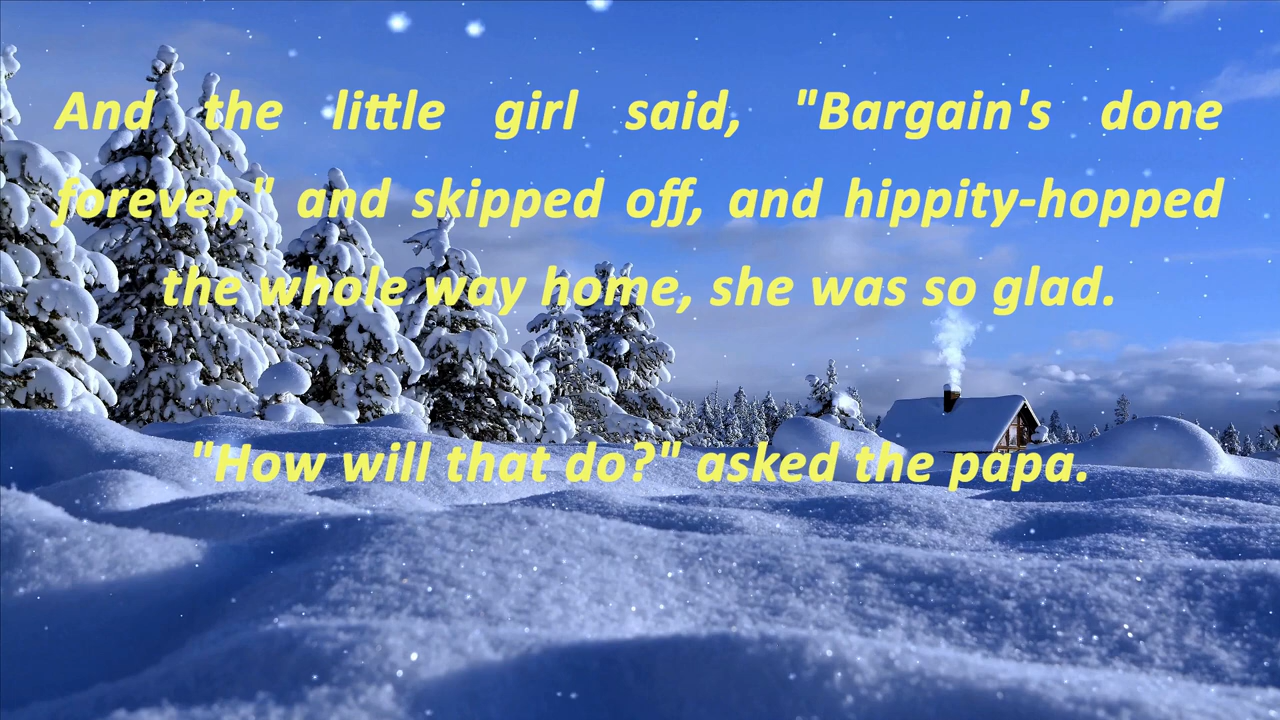 And the little girl said, "Bargain's done
forever," and skipped off, and hippity-hopped
the whole way home, she was so glad.
"How will that do?" asked the papa.